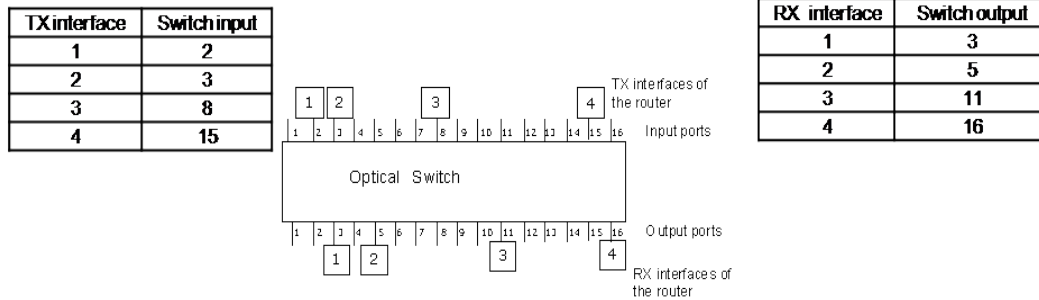 TX interface Switch input
1 2
2 3
3 8
4 15
RX interface Switch output
1 3
2 5
3 11
4 16
1 2 3 4
TX interfaces of
the router
1 2 3 4 5 6 7 8 9 10 11 12 13 14 15 16
Input ports
Optical Switch
1 2 3 4 5 6 7 8 9 10 11 12 13 14 15 16
Output ports
1 2 3 4
RX interfaces of
the router